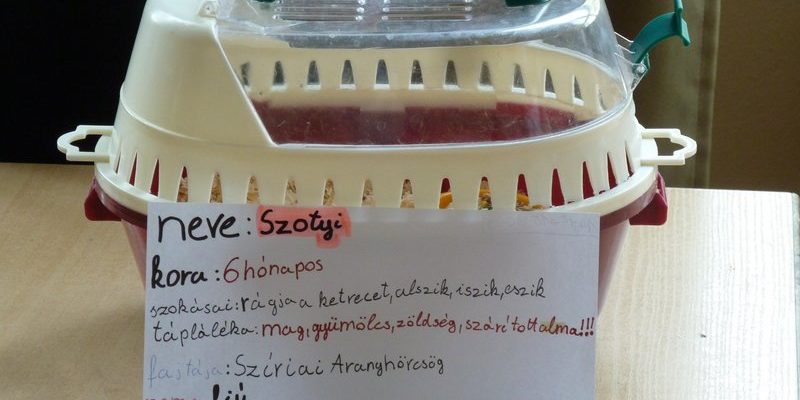 neve: Szotyi
kora: 6 hónapos
szokásai: rágja a ketrecet, alszik, iszik, eszik
tápláléka: mag, gyümölcs, zöldség, szárított alma!!!
fajtája: Szíriai Aranyhörcsög